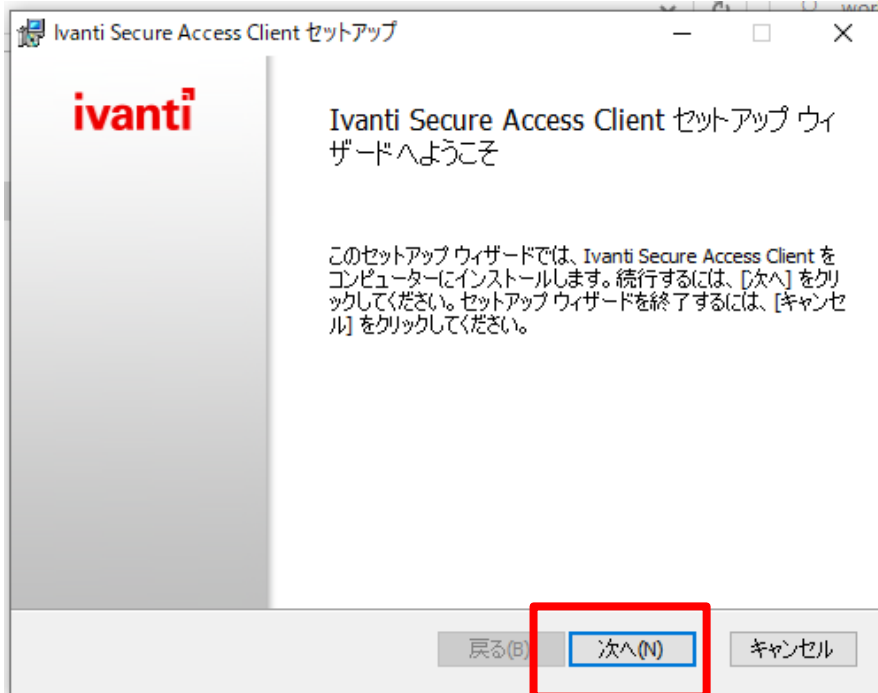 Ivanti Secure Access Client セットアップ
ivanti
Ivanti Secure Access Client セットアップ ウィ
ザードへようこそ
このセットアップ ウィザードでは、Ivanti Secure Access Client を
コンピューターにインストールします。続行するには、[次へ] をクリ
ックしてください。セットアップ ウィザードを終了するには、[キャンセ
ル] をクリックしてください。
戻る(B) 次へ(N) キャンセル